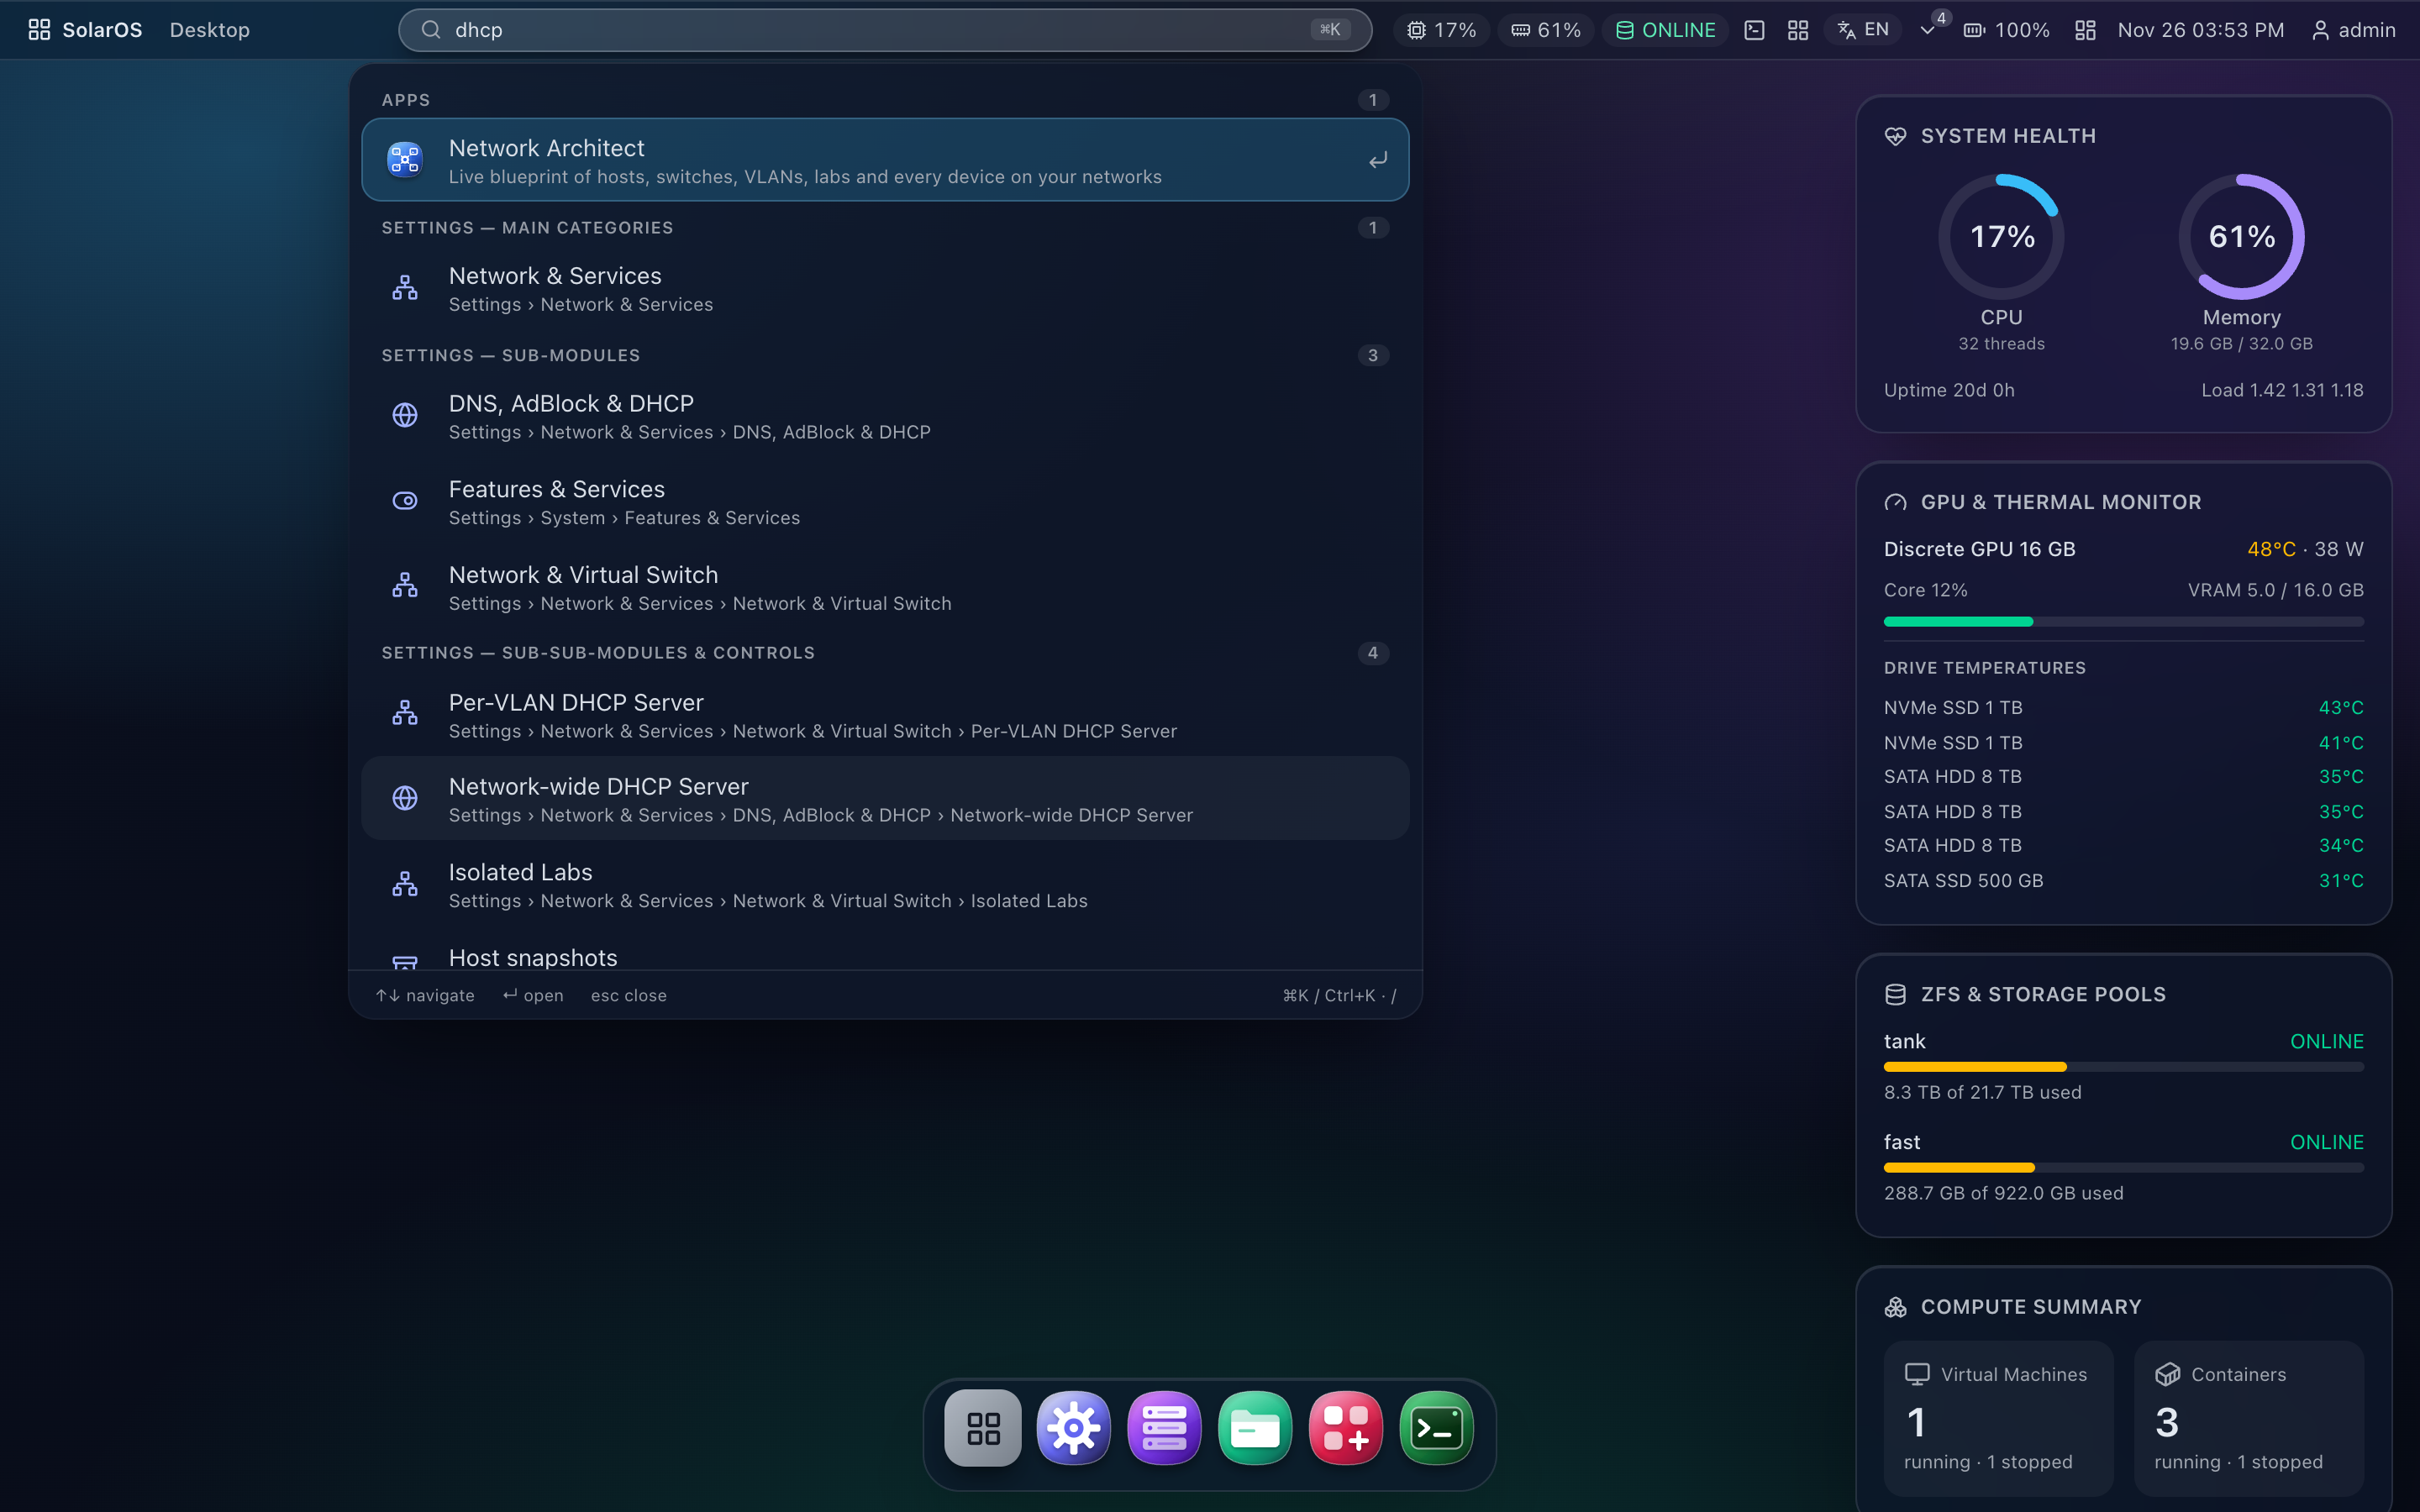 SolarOS Desktop
dhcp ⌘K
17% 61% ONLINE EN 4 100% Nov 26 03:53 PM admin
APPS 1
Network Architect
Live blueprint of hosts, switches, VLANs, labs and every device on your networks
SETTINGS — MAIN CATEGORIES 1
Network & Services
Settings › Network & Services
SETTINGS — SUB-MODULES 3
DNS, AdBlock & DHCP
Settings › Network & Services › DNS, AdBlock & DHCP
Features & Services
Settings › System › Features & Services
Network & Virtual Switch
Settings › Network & Services › Network & Virtual Switch
SETTINGS — SUB-SUB-MODULES & CONTROLS 4
Per-VLAN DHCP Server
Settings › Network & Services › Network & Virtual Switch › Per-VLAN DHCP Server
Network-wide DHCP Server
Settings › Network & Services › DNS, AdBlock & DHCP › Network-wide DHCP Server
Isolated Labs
Settings › Network & Services › Network & Virtual Switch › Isolated Labs
Host snapshots
↑↓ navigate ↵ open esc close ⌘K / Ctrl+K · /
SYSTEM HEALTH
17% 61%
CPU Memory
32 threads 19.6 GB / 32.0 GB
Uptime 20d 0h Load 1.42 1.31 1.18
GPU & THERMAL MONITOR
Discrete GPU 16 GB 48°C · 38 W
Core 12% VRAM 5.0 / 16.0 GB
DRIVE TEMPERATURES
NVMe SSD 1 TB 43°C
NVMe SSD 1 TB 41°C
SATA HDD 8 TB 35°C
SATA HDD 8 TB 35°C
SATA HDD 8 TB 34°C
SATA SSD 500 GB 31°C
ZFS & STORAGE POOLS
tank ONLINE
8.3 TB of 21.7 TB used
fast ONLINE
288.7 GB of 922.0 GB used
COMPUTE SUMMARY
Virtual Machines Containers
1 3
running · 1 stopped running · 1 stopped